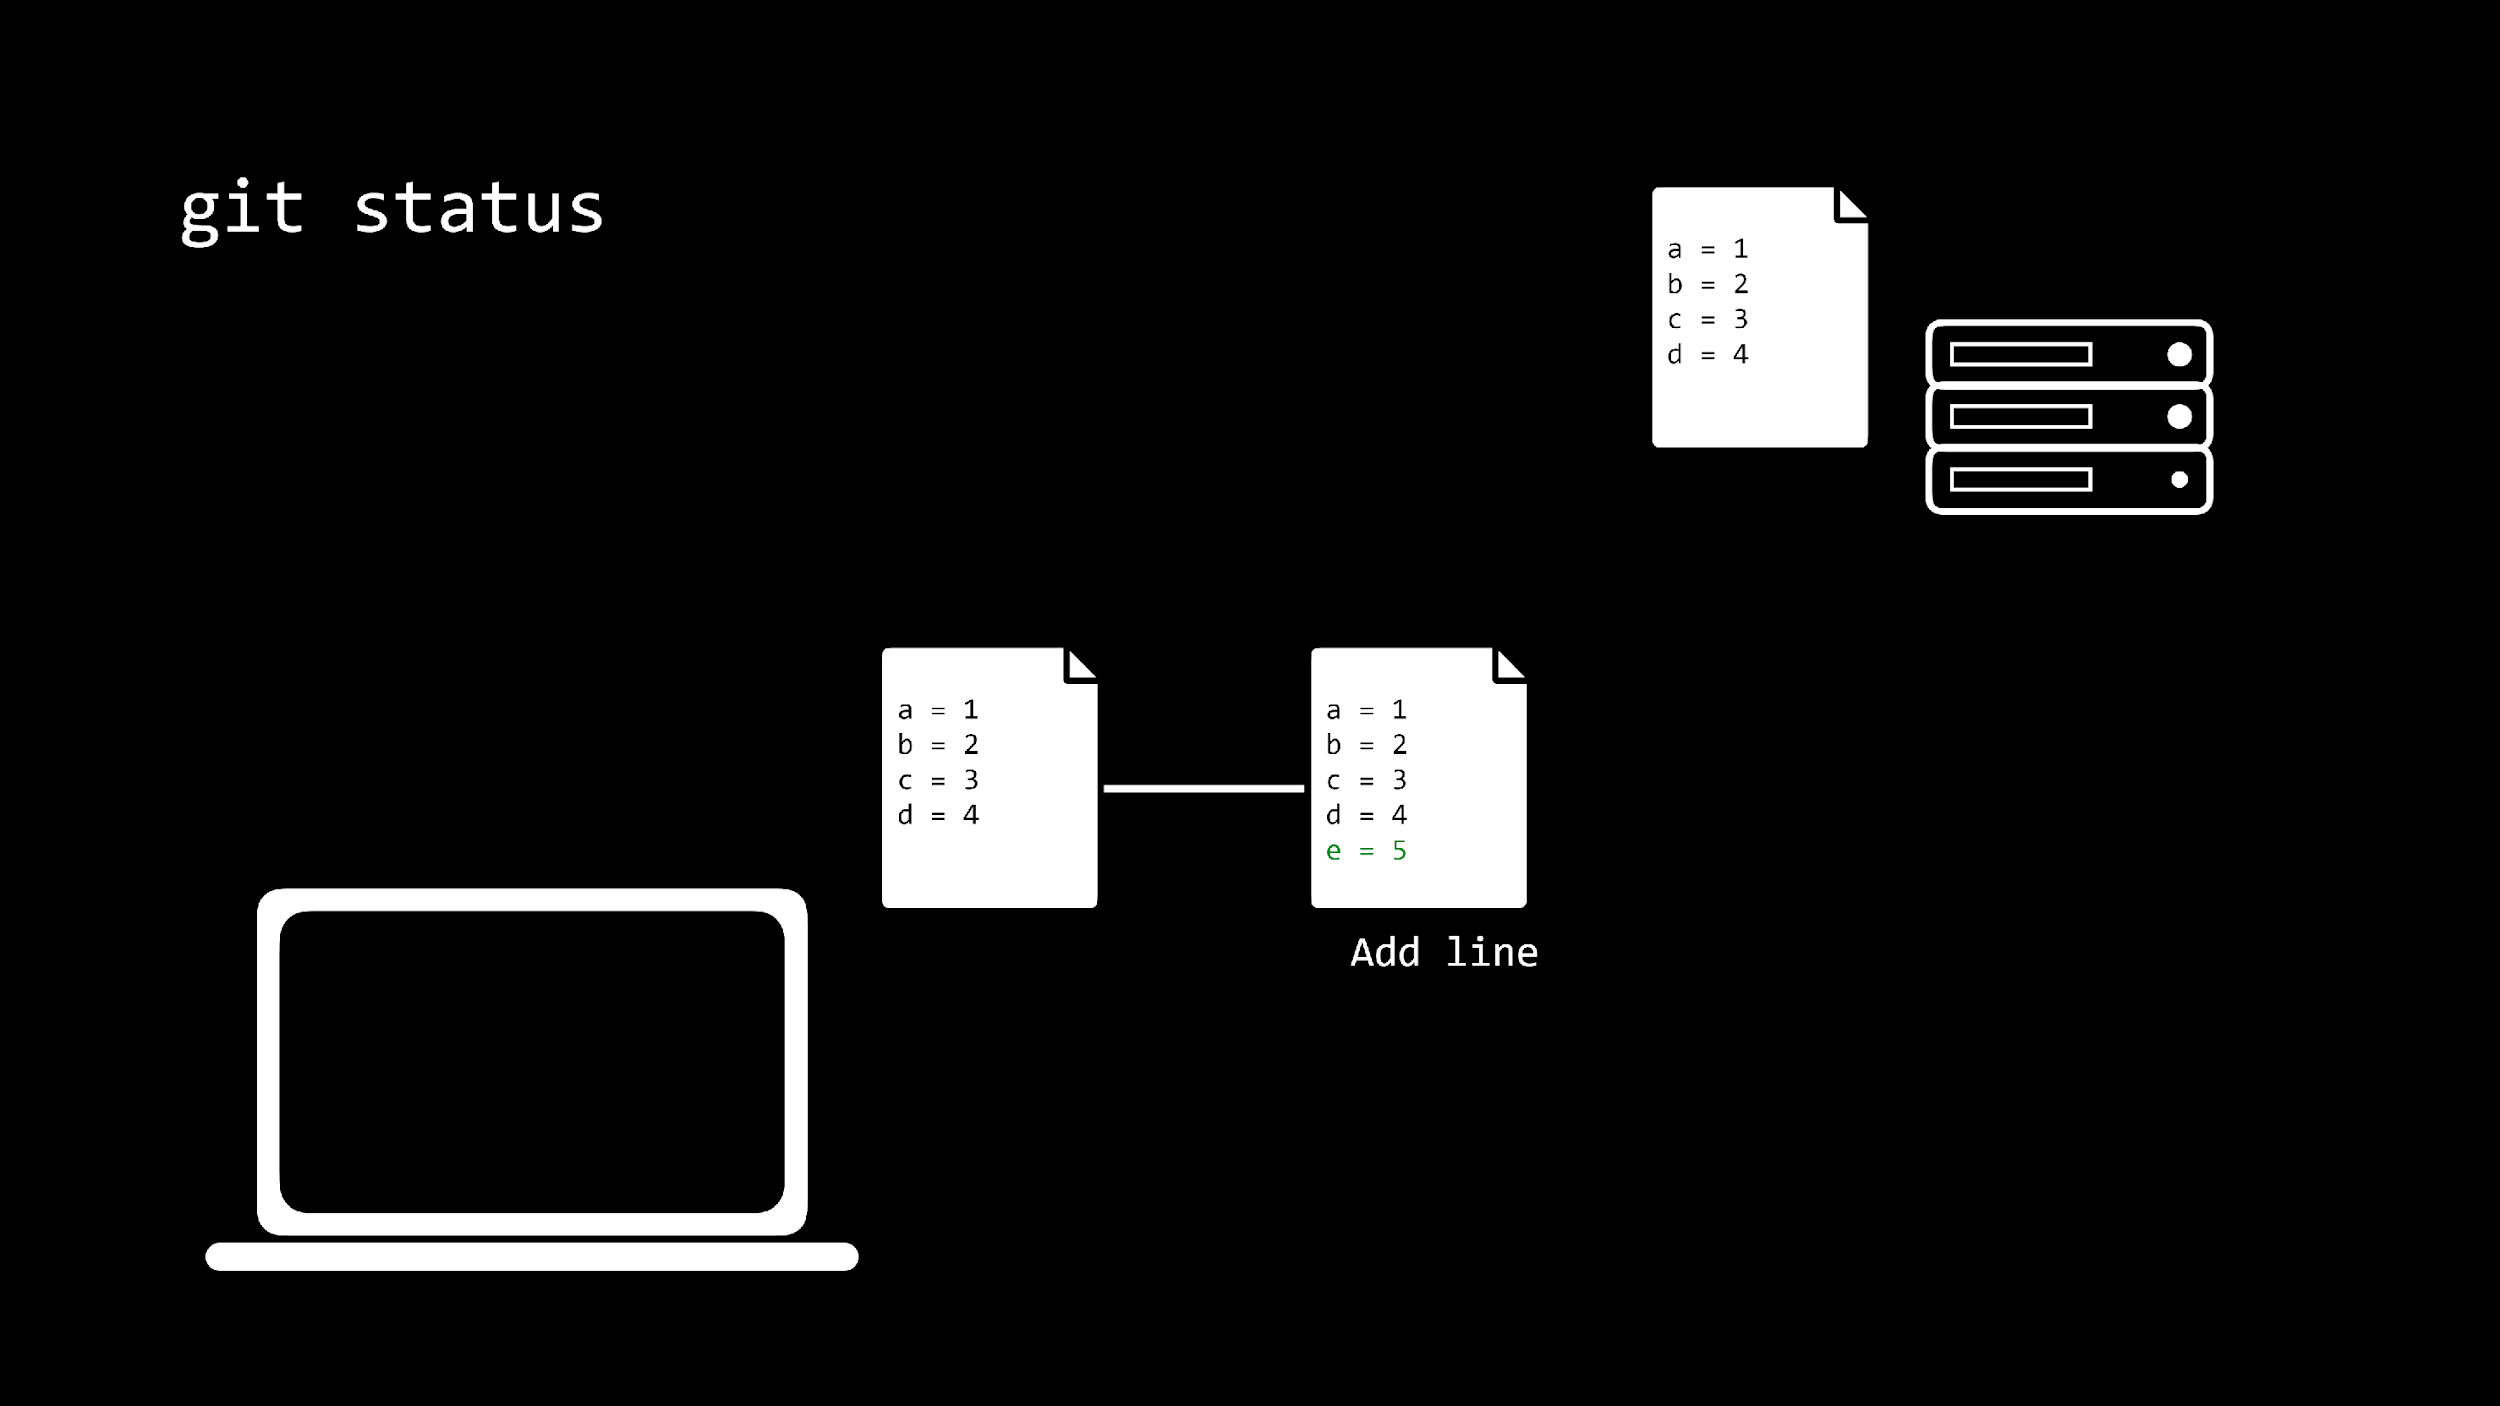 git status
a = 1
b = 2
c = 3
d = 4
a = 1
b = 2
c = 3
d = 4
a = 1
b = 2
c = 3
d = 4
e = 5
Add line